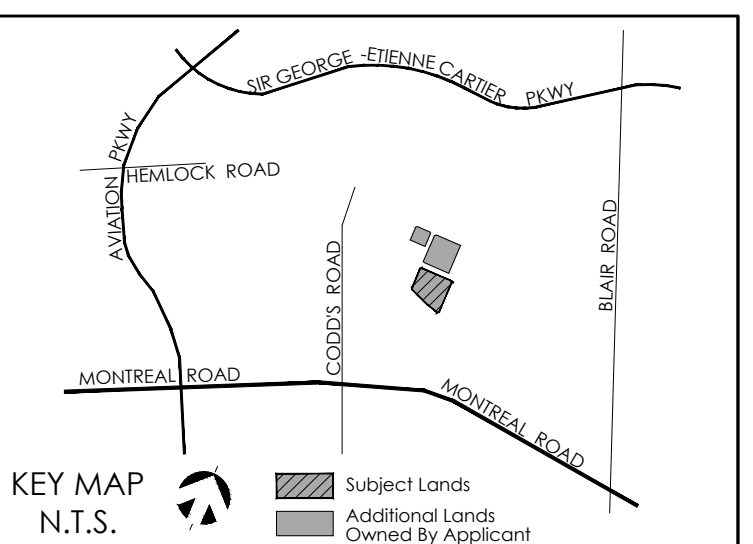 SIR GEORGE -ETIENNE CARTIER PKWY
AVIATION PKWY
HEMLOCK ROAD
CODD'S ROAD
BLAIR ROAD
MONTREAL ROAD
MONTREAL ROAD
KEY MAP
N.T.S.
Subject Lands
Additional Lands
Owned By Applicant